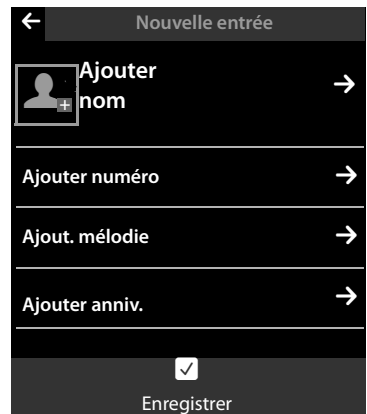 Nouvelle entrée
Ajouter
nom
Ajouter numéro
Ajout. mélodie
Ajouter anniv.
Enregistrer